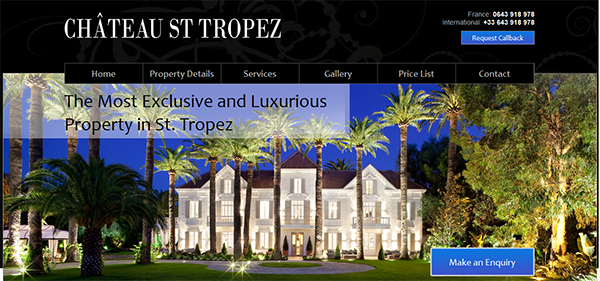 CHÂTEAU ST TROPEZ
France: 0643 918 978
International: +33 643 918 978
Request Callback
Home Property Details Services Gallery Price List Contact
The Most Exclusive and Luxurious
Property in St. Tropez
Make an Enquiry